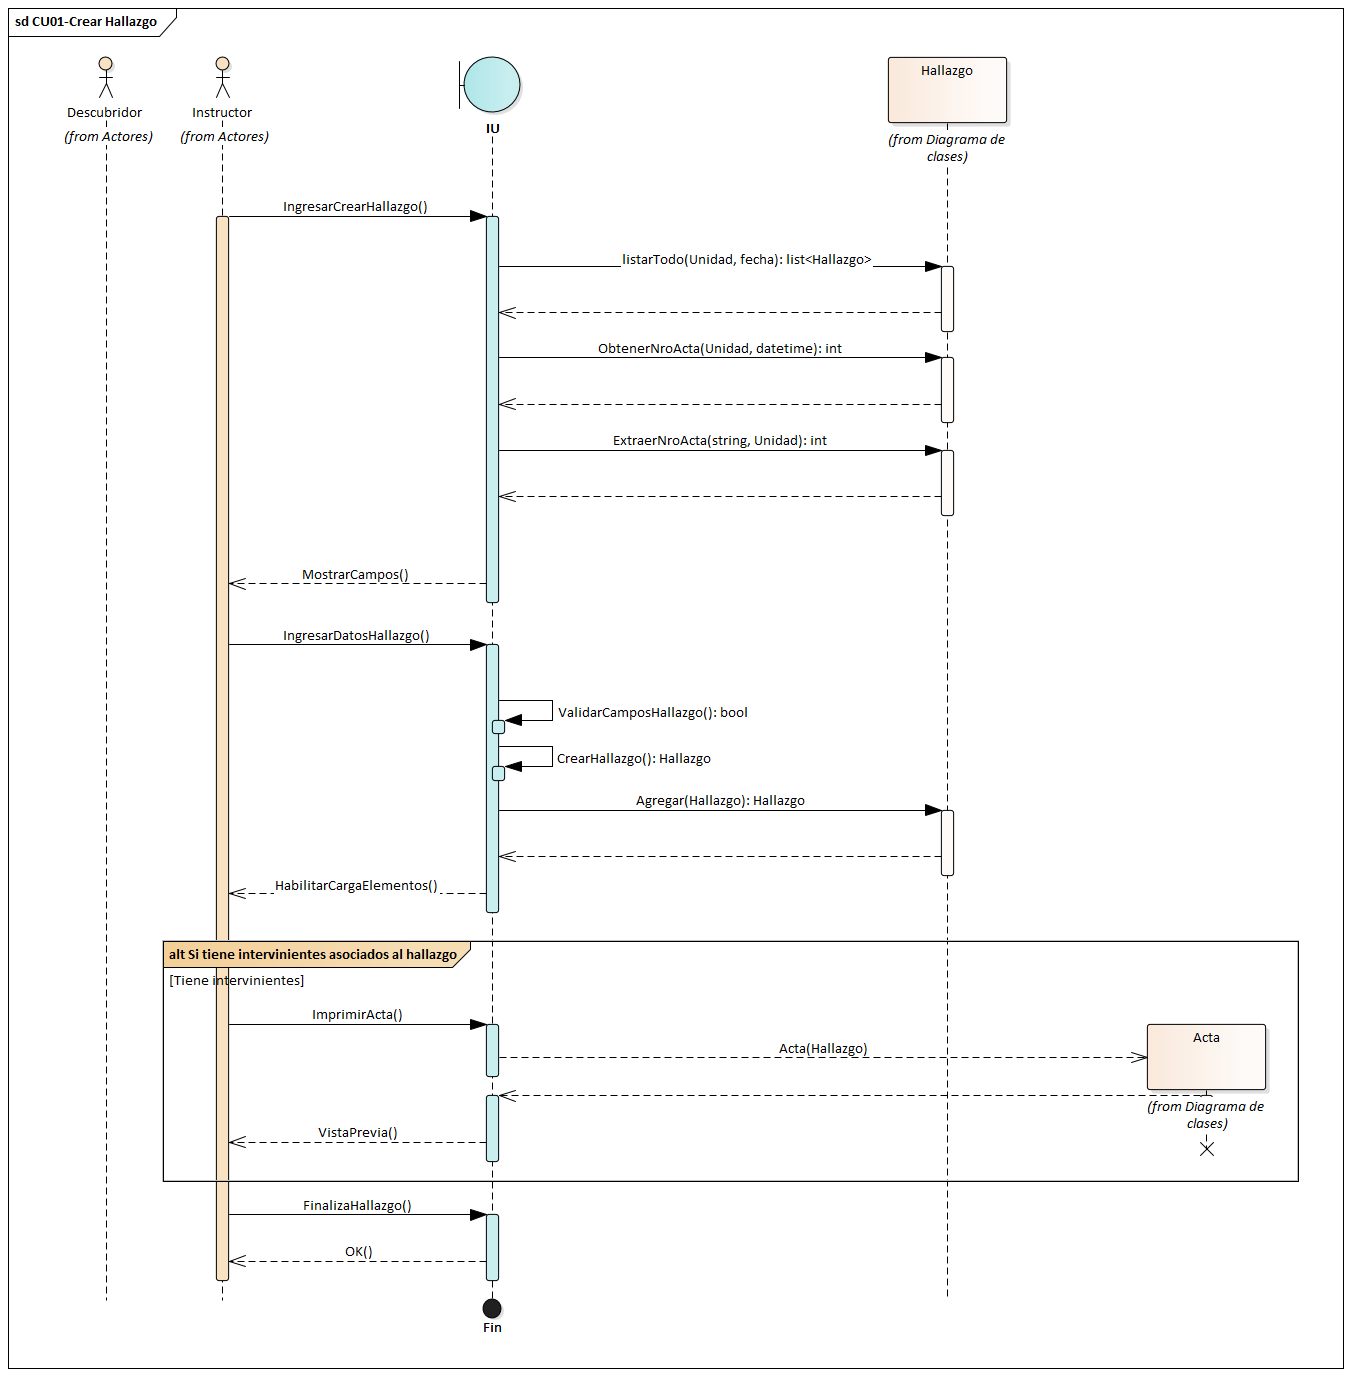 sd CU01-Crear Hallazgo
Descubridor
(from Actores)
Instructor
(from Actores)
IU
Hallazgo
(from Diagrama de
clases)
IngresarCrearHallazgo()
listarTodo(Unidad, fecha): list<Hallazgo>
ObtenerNroActa(Unidad, datetime): int
ExtraerNroActa(string, Unidad): int
MostrarCampos()
IngresarDatosHallazgo()
ValidarCamposHallazgo(): bool
CrearHallazgo(): Hallazgo
Agregar(Hallazgo): Hallazgo
HabilitarCargaElementos()
alt Si tiene intervinientes asociados al hallazgo
[Tiene intervinientes]
ImprimirActa()
Acta(Hallazgo)
Acta
(from Diagrama de
clases)
VistaPrevia()
FinalizaHallazgo()
OK()
Fin